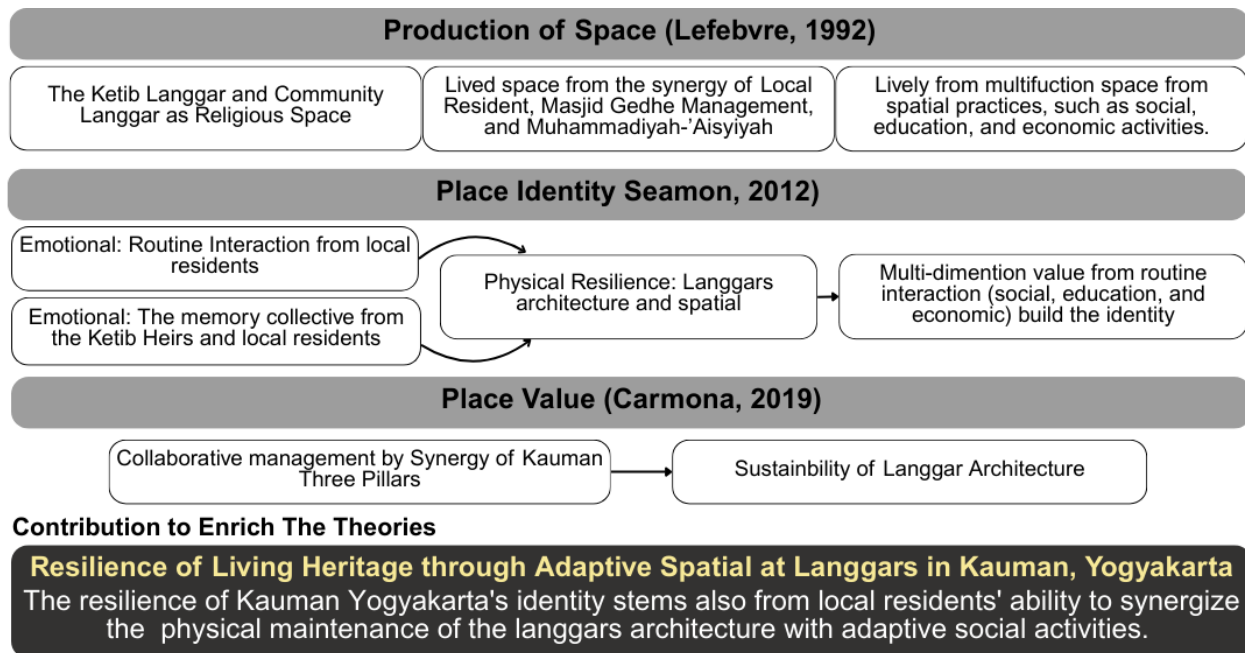 Production of Space (Lefebvre, 1992)
The Ketib Langgar and Community
Langgar as Religious Space
Lived space from the synergy of Local
Resident, Masjid Gedhe Management,
and Muhammadiyah-'Aisyiyah
Lively from multifuction space from
spatial practices, such as social,
education, and economic activities.
Place Identity Seamon, 2012)
Emotional: Routine Interaction from local
residents
Emotional: The memory collective from
the Ketib Heirs and local residents
Physical Resilience: Langgars
architecture and spatial
Multi-dimention value from routine
interaction (social, education, and
economic) build the identity
Place Value (Carmona, 2019)
Collaborative management by Synergy of Kauman
Three Pillars
Sustainbility of Langgar Architecture
Contribution to Enrich The Theories
Resilience of Living Heritage through Adaptive Spatial at Langgars in Kauman, Yogyakarta
The resilience of Kauman Yogyakarta's identity stems also from local residents' ability to synergize
the physical maintenance of the langgars architecture with adaptive social activities.